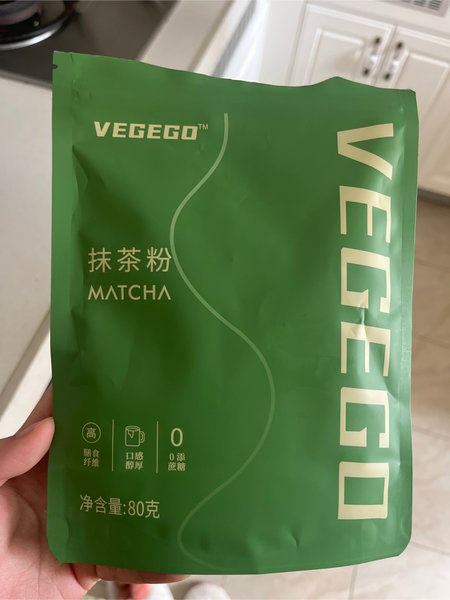 VEGEGO™
VEGEGO
抹茶粉
MATCHA
高
膳食
纤维
口感
醇厚
0
0添
蔗糖
净含量:80克